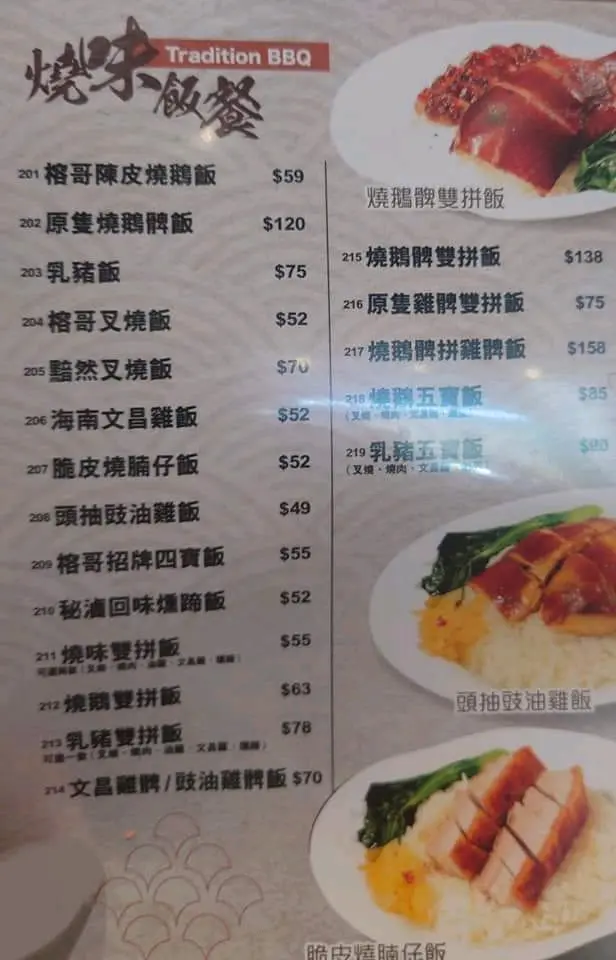 燒味飯餐
Tradition BBQ
201 榕哥陳皮燒鵝飯 $59
202 原隻燒鵝髀飯 $120
203 乳豬飯 $75
204 榕哥叉燒飯 $52
205 黯然叉燒飯 $70
206 海南文昌雞飯 $52
207 脆皮燒腩仔飯 $52
208 頭抽豉油雞飯 $49
209 榕哥招牌四寶飯 $55
210 秘滷回味燻蹄飯 $52
211 燒味雙拼飯 $55
212 燒鵝雙拼飯 $63
213 乳豬雙拼飯 $78
214 文昌雞髀/豉油雞髀飯 $70
燒鵝髀雙拼飯
215 燒鵝髀雙拼飯 $138
216 原隻雞髀雙拼飯 $75
217 燒鵝髀拼雞髀飯 $158
218 燒鵝五寶飯 $85
219 乳豬五寶飯
(叉燒・燒肉・文昌雞
頭抽豉油雞飯
脆皮燒腩仔飯